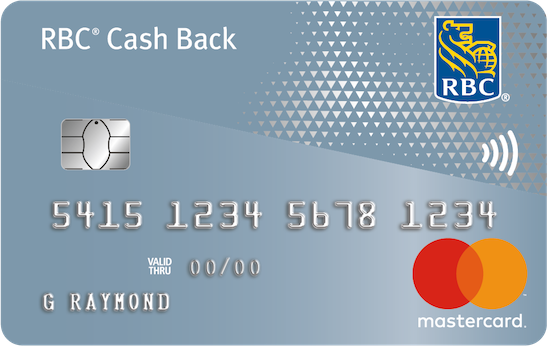 RBC® Cash Back
RBC®
5415 1234 5678 1234
VALID
THRU
00/00
G RAYMOND
mastercard.